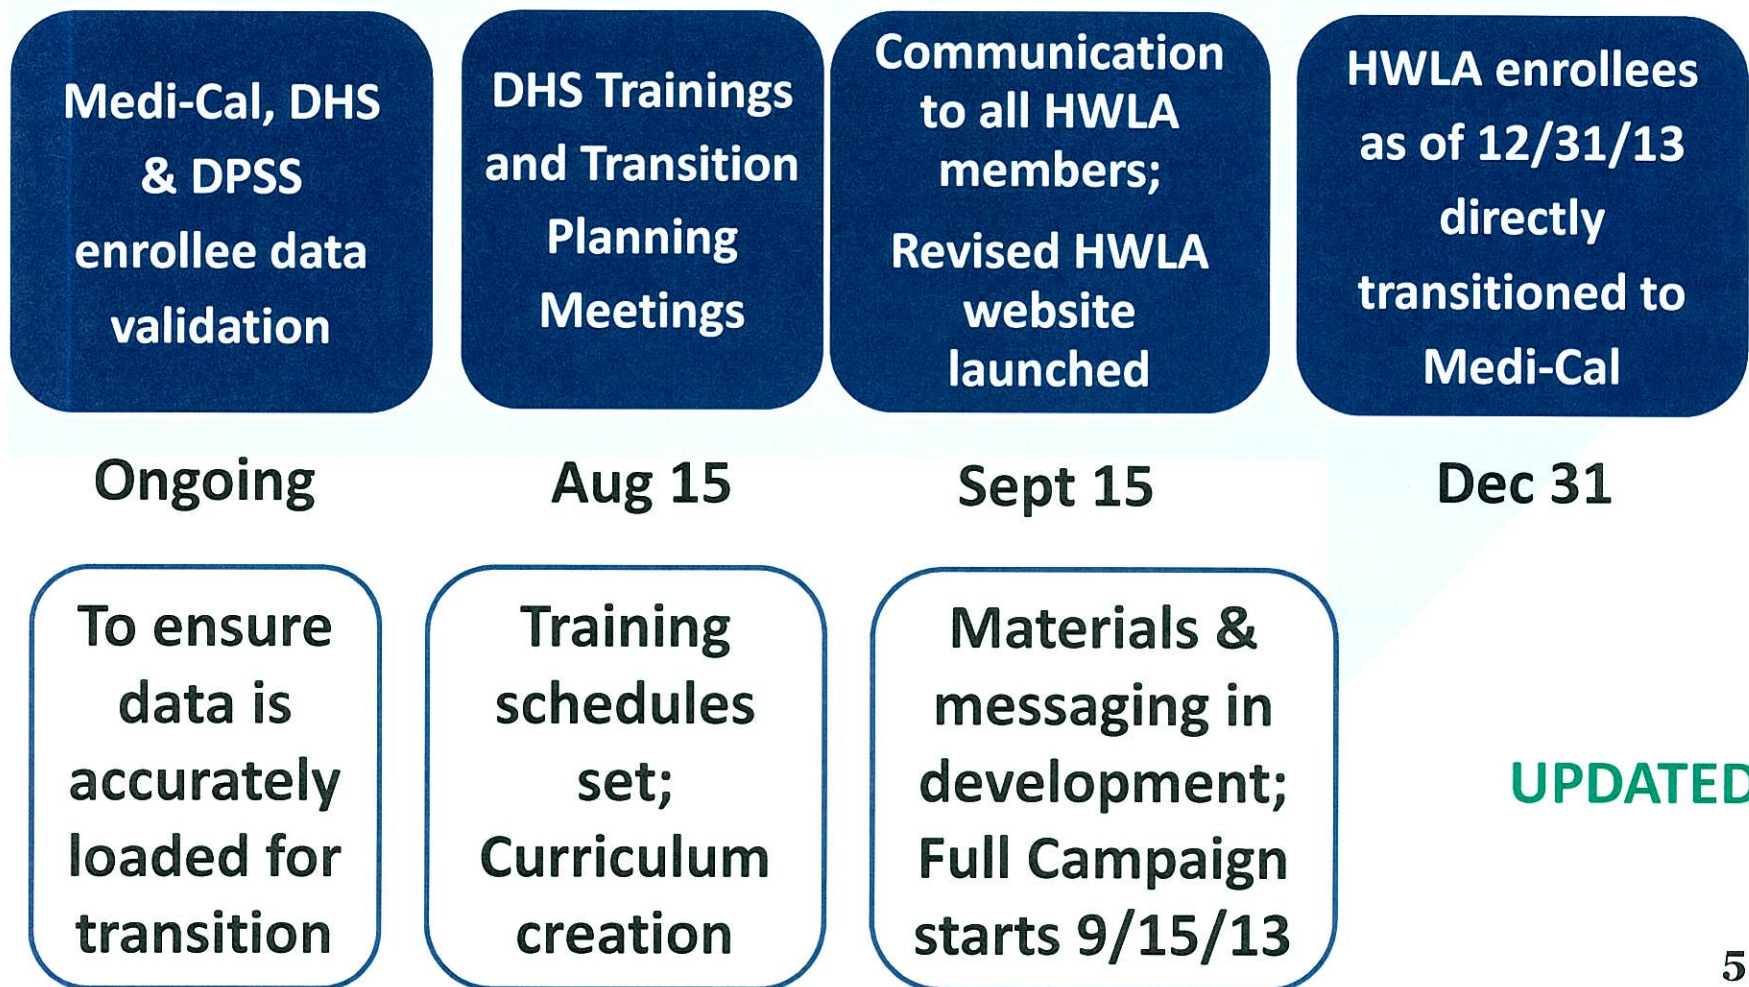 Medi-Cal, DHS
& DPSS
enrollee data
validation
DHS Trainings
and Transition
Planning
Meetings
Communication
to all HWLA
members;
Revised HWLA
website
launched
HWLA enrollees
as of 12/31/13
directly
transitioned to
Medi-Cal
Ongoing
Aug 15
Sept 15
Dec 31
To ensure
data is
accurately
loaded for
transition
Training
schedules
set;
Curriculum
creation
Materials &
messaging in
development;
Full Campaign
starts 9/15/13
UPDATED
5